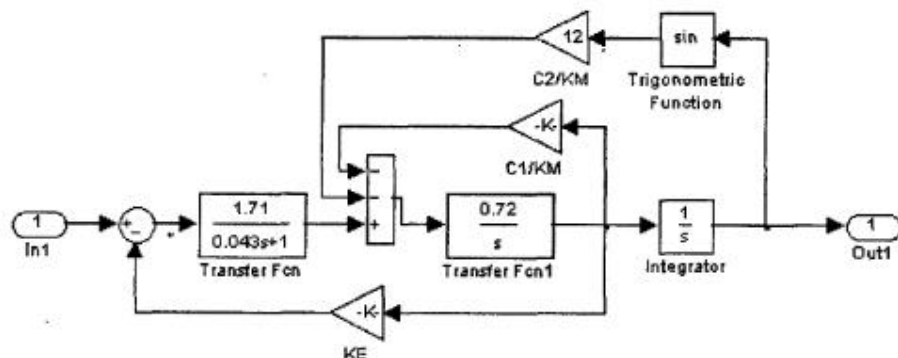 12
C2/KM
sin
Trigonometric
Function
-K-
C1/KM
1
In1
+
-
1.71
0.043s+1
Transfer Fcn
-
-
+
0.72
s
Transfer Fcn1
1
s
Integrator
1
Out1
-K-
KE